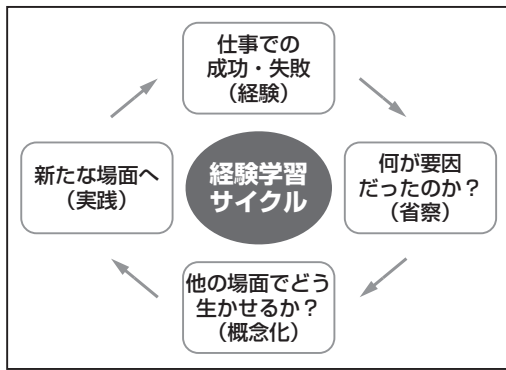 仕事での
成功・失敗
（経験）
新たな場面へ
（実践）
経験学習
サイクル
何が要因
だったのか？
（省察）
他の場面でどう
生かせるか？
（概念化）